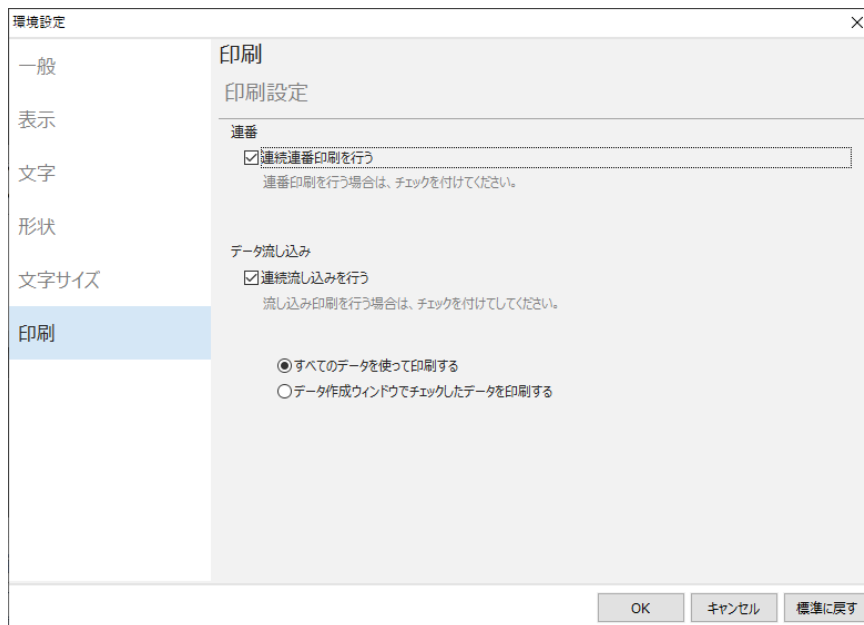 環境設定
一般
表示
文字
形状
文字サイズ
印刷
印刷
印刷設定
連番
連続連番印刷を行う
連番印刷を行う場合は、チェックを付けてください。
データ流し込み
連続流し込みを行う
流し込み印刷を行う場合は、チェックを付けてしてください。
すべてのデータを使って印刷する
データ作成ウィンドウでチェックしたデータを印刷する
OK
キャンセル
標準に戻す